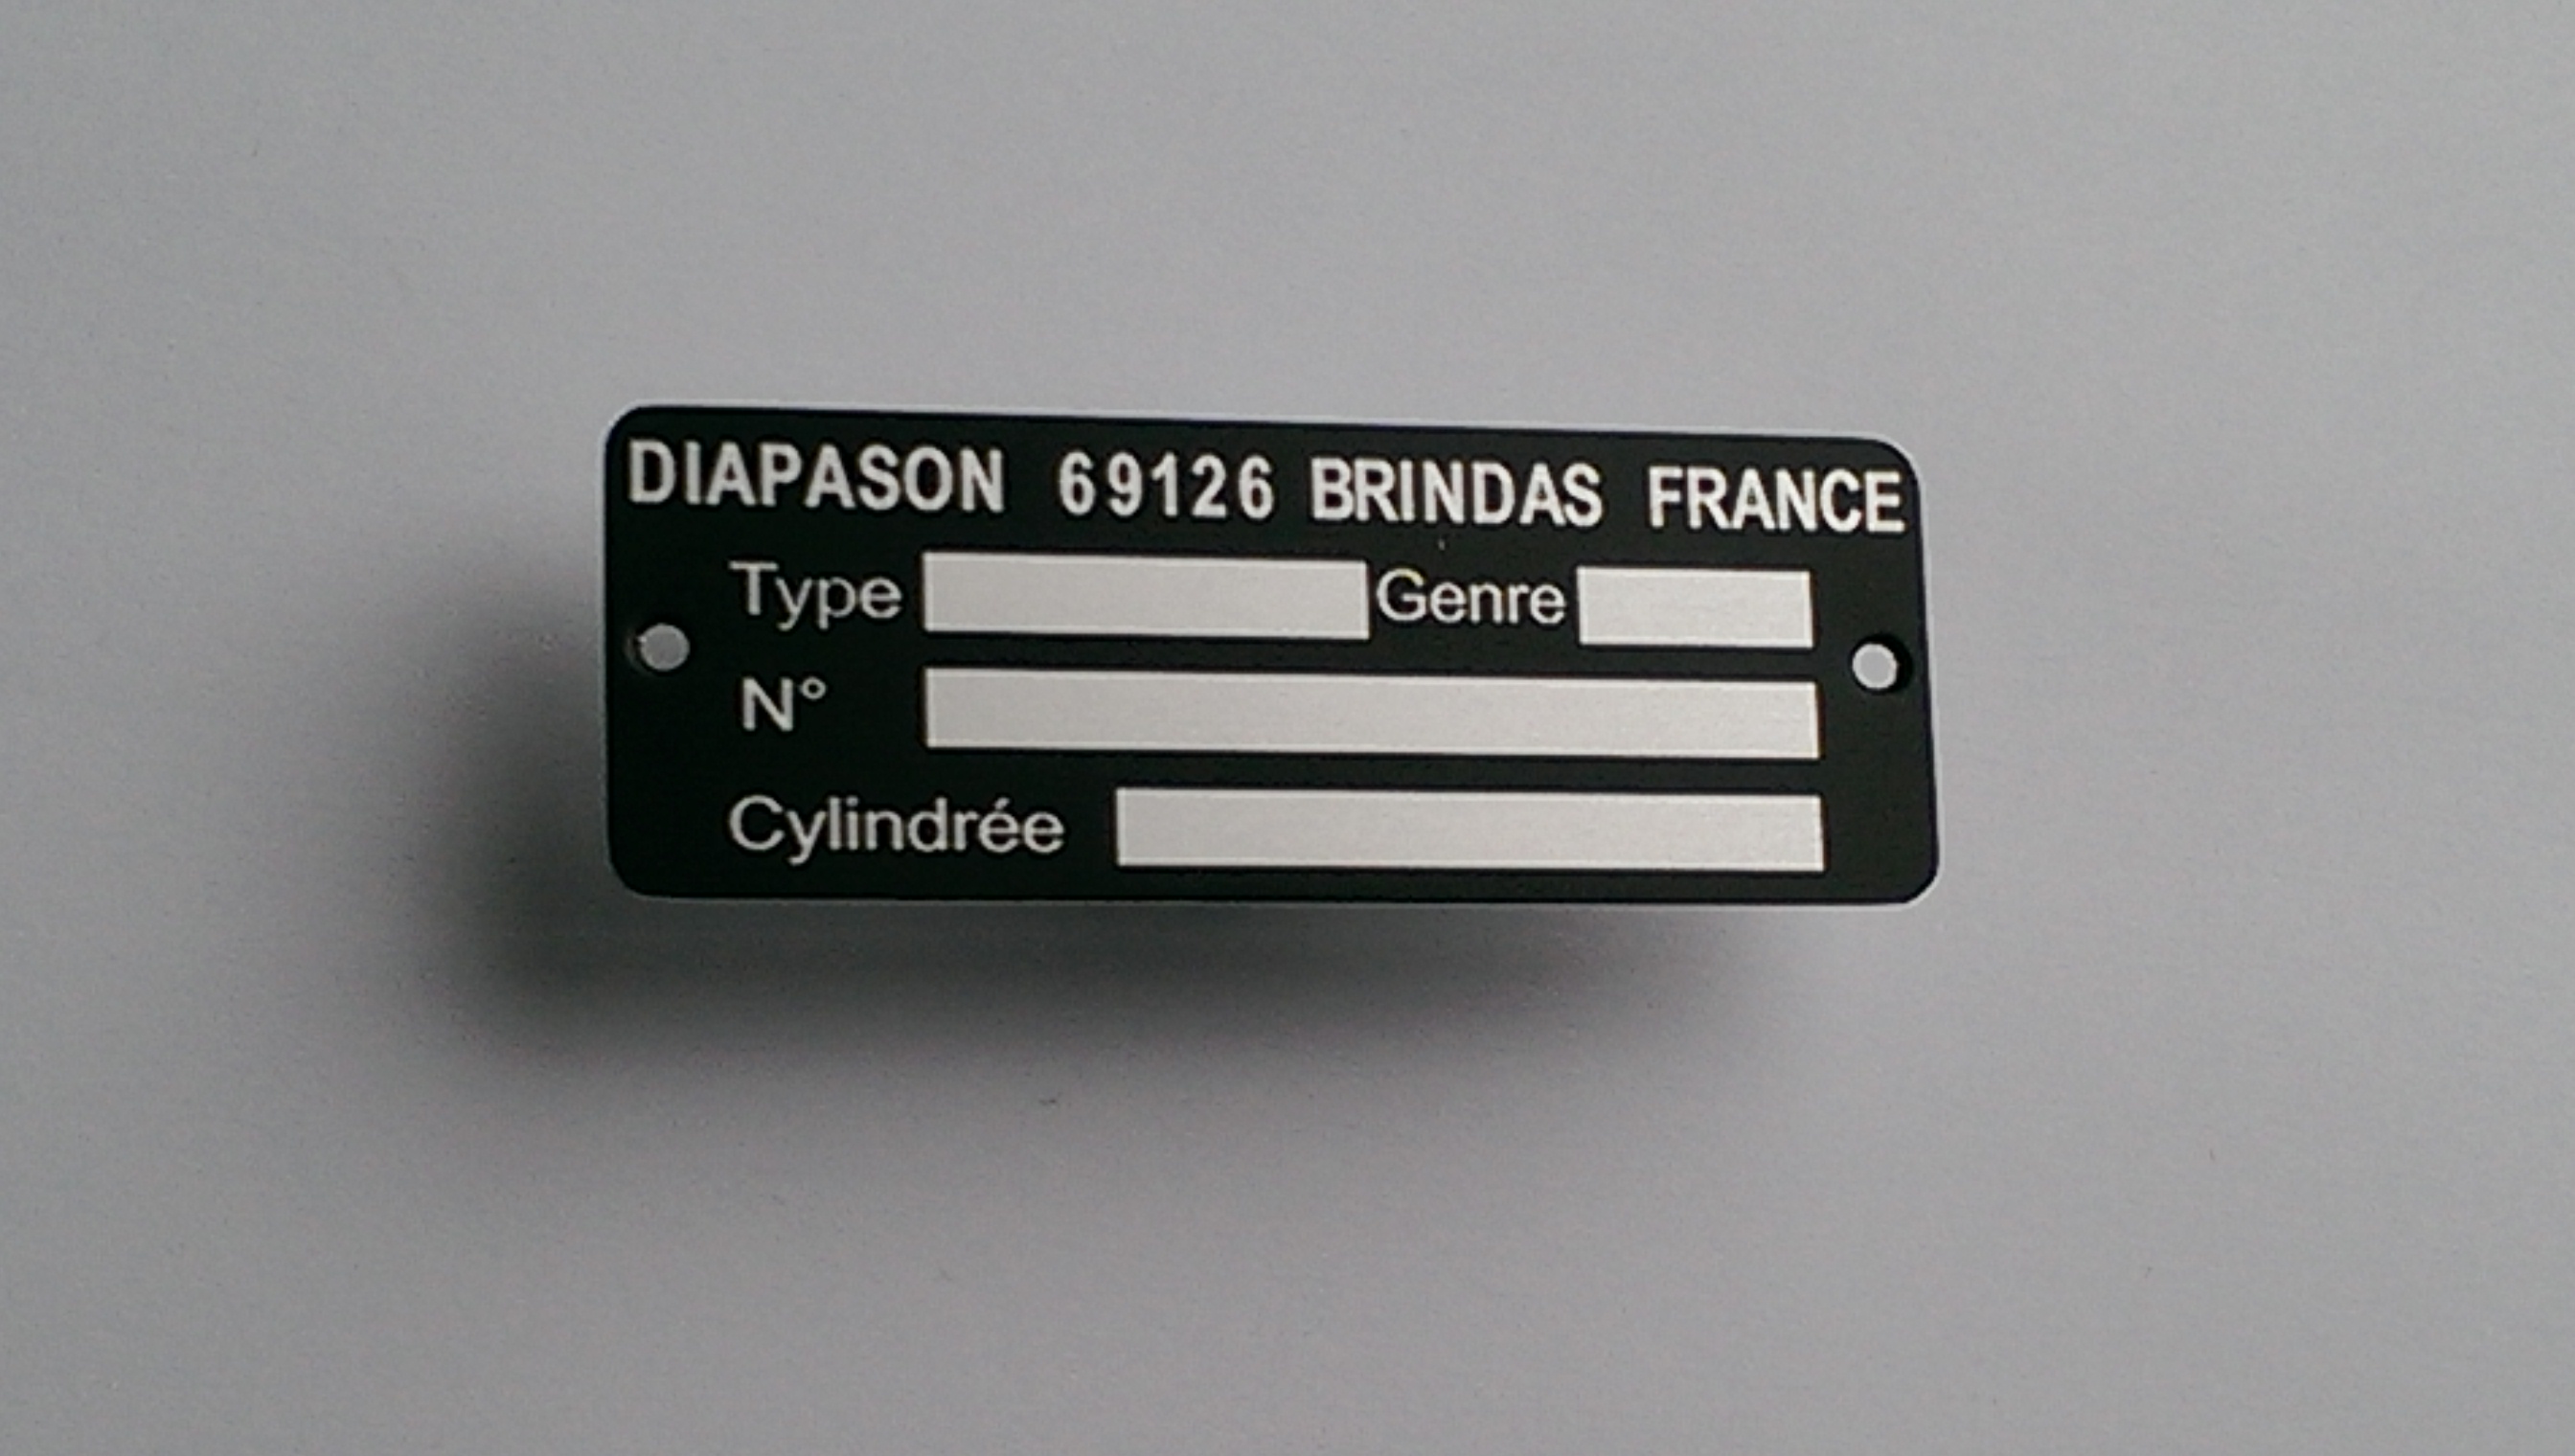 DIAPASON 69126 BRINDAS FRANCE
Type Genre
N°
Cylindrée